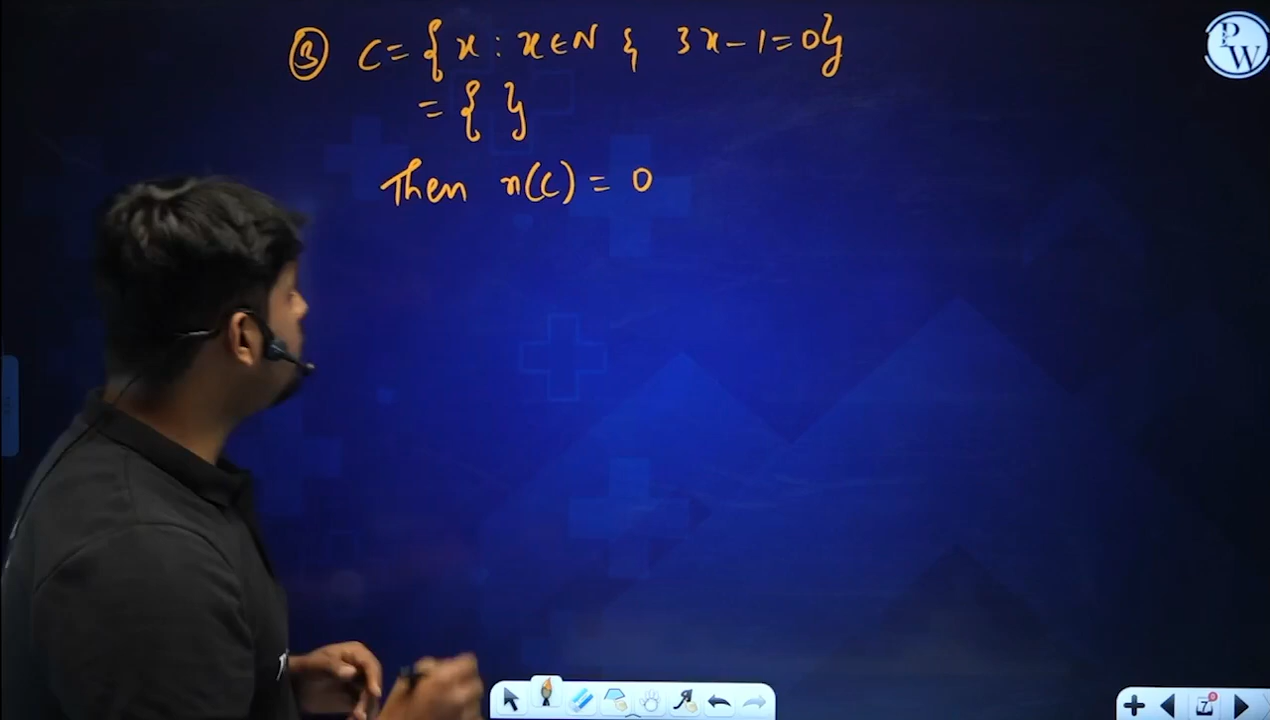 ③ C = { x : x ∈ N & 3x - 1 = 0 }
= { }
Then n(C) = 0
PW